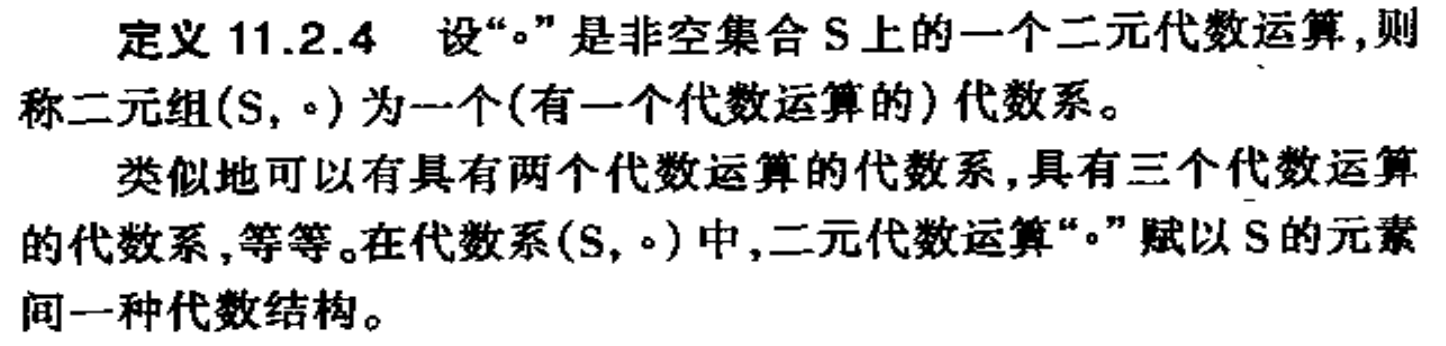 定义 11.2.4 设“∘”是非空集合 S 上的一个二元代数运算,则
称二元组(S, ∘) 为一个(有一个代数运算的) 代数系。
类似地可以有具有两个代数运算的代数系,具有三个代数运算
的代数系,等等。在代数系(S, ∘) 中,二元代数运算“∘” 赋以 S 的元素
间一种代数结构。